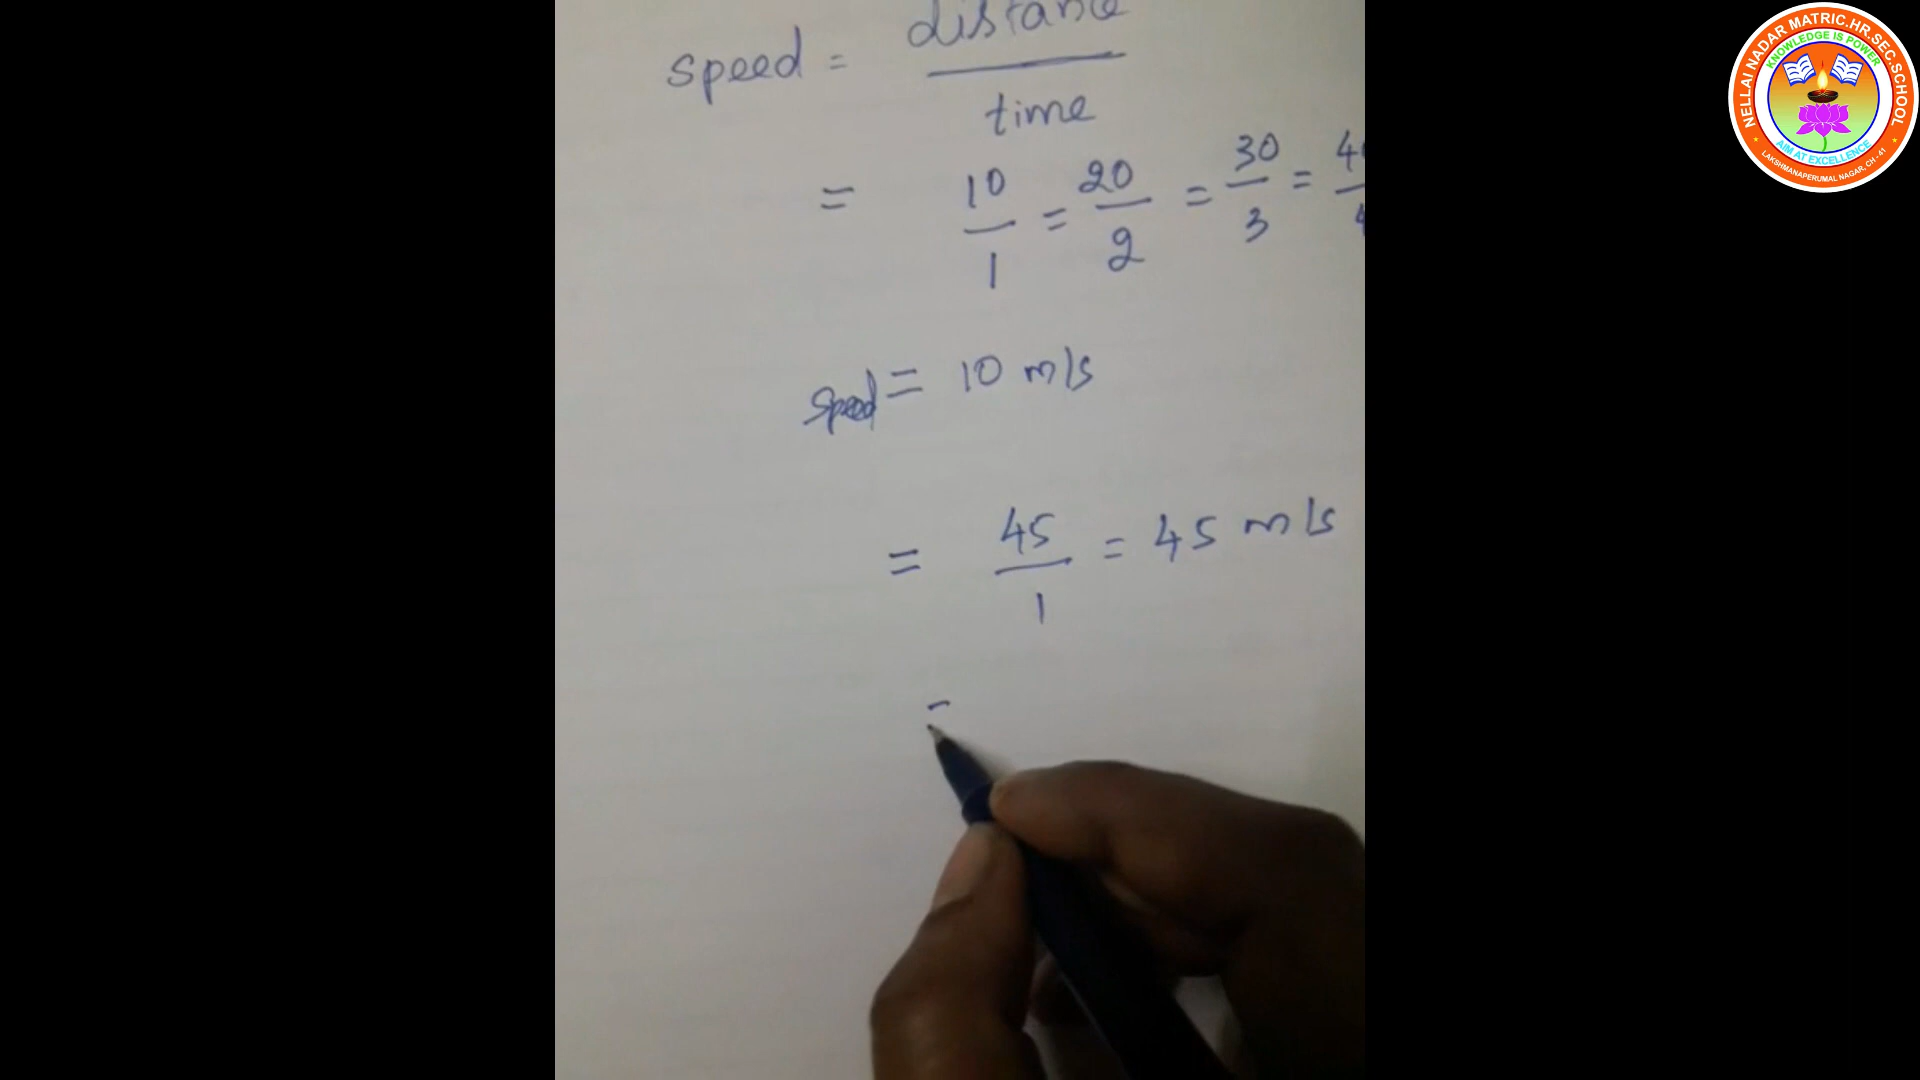 speed = distance
time
= 10/1 = 20/2 = 30/3 = 4
speed = 10 m/s
= 45/1 = 45 m/s
=
NELLAI NADAR MATRIC.HR.SEC.SCHOOL
KNOWLEDGE IS POWER
AIM AT EXCELLENCE
LAKSHMANAPERUMAL NAGAR, CH - 41